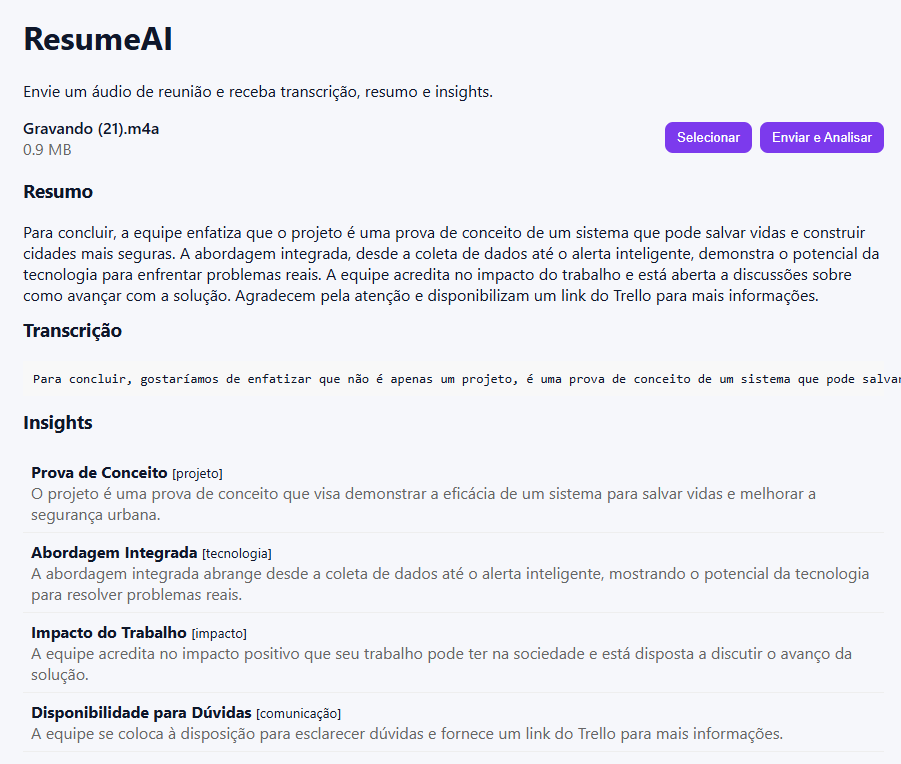 ResumeAI
Envie um áudio de reunião e receba transcrição, resumo e insights.
Gravando (21).m4a
0.9 MB
Selecionar
Enviar e Analisar
Resumo
Para concluir, a equipe enfatiza que o projeto é uma prova de conceito de um sistema que pode salvar vidas e construir
cidades mais seguras. A abordagem integrada, desde a coleta de dados até o alerta inteligente, demonstra o potencial da
tecnologia para enfrentar problemas reais. A equipe acredita no impacto do trabalho e está aberta a discussões sobre
como avançar com a solução. Agradecem pela atenção e disponibilizam um link do Trello para mais informações.
Transcrição
Para concluir, gostaríamos de enfatizar que não é apenas um projeto, é uma prova de conceito de um sistema que pode salvar
Insights
Prova de Conceito [projeto]
O projeto é uma prova de conceito que visa demonstrar a eficácia de um sistema para salvar vidas e melhorar a
segurança urbana.
Abordagem Integrada [tecnologia]
A abordagem integrada abrange desde a coleta de dados até o alerta inteligente, mostrando o potencial da tecnologia
para resolver problemas reais.
Impacto do Trabalho [impacto]
A equipe acredita no impacto positivo que seu trabalho pode ter na sociedade e está disposta a discutir o avanço da
solução.
Disponibilidade para Dúvidas [comunicação]
A equipe se coloca à disposição para esclarecer dúvidas e fornece um link do Trello para mais informações.